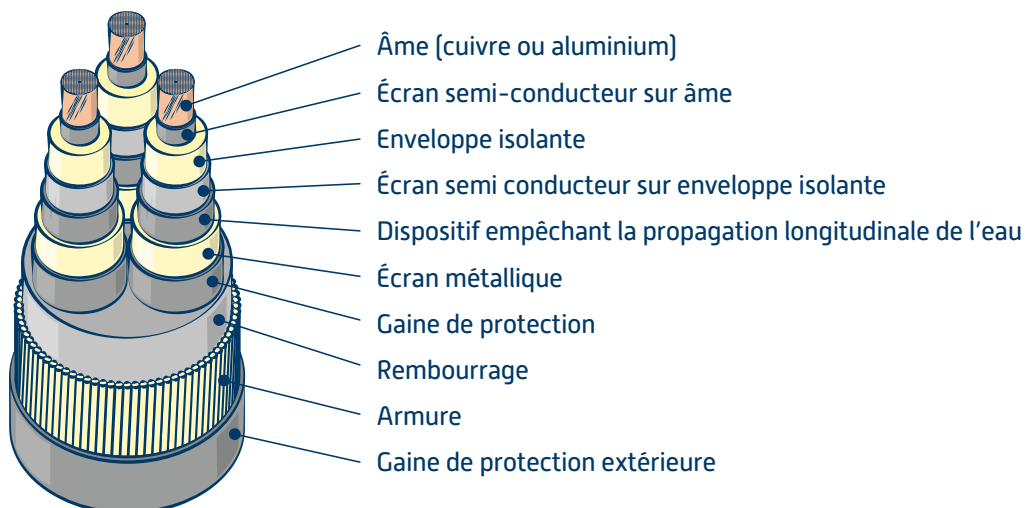 Âme (cuivre ou aluminium)
Écran semi-conducteur sur âme
Enveloppe isolante
Écran semi conducteur sur enveloppe isolante
Dispositif empêchant la propagation longitudinale de l'eau
Écran métallique
Gaine de protection
Rembourrage
Armure
Gaine de protection extérieure